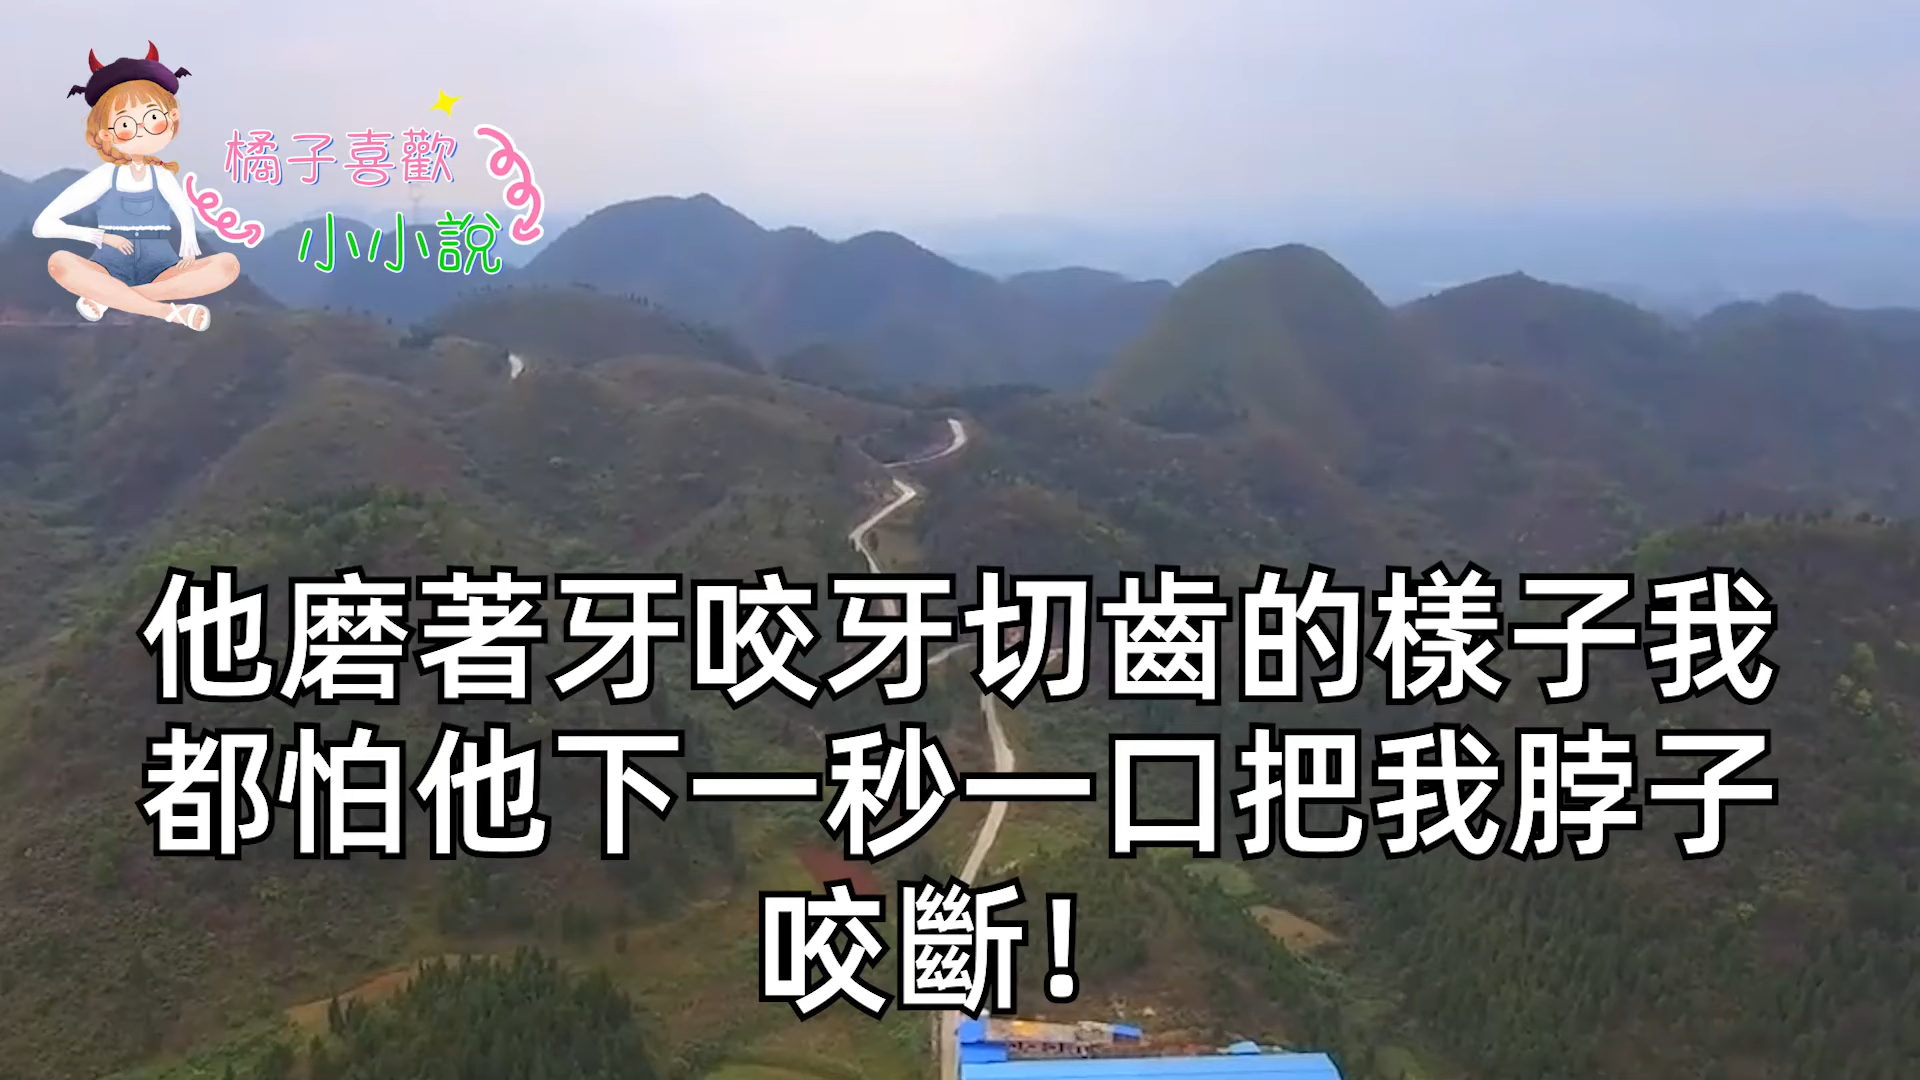 橘子喜歡
小小說
他磨著牙咬牙切齒的樣子我
都怕他下一秒一口把我脖子
咬斷!